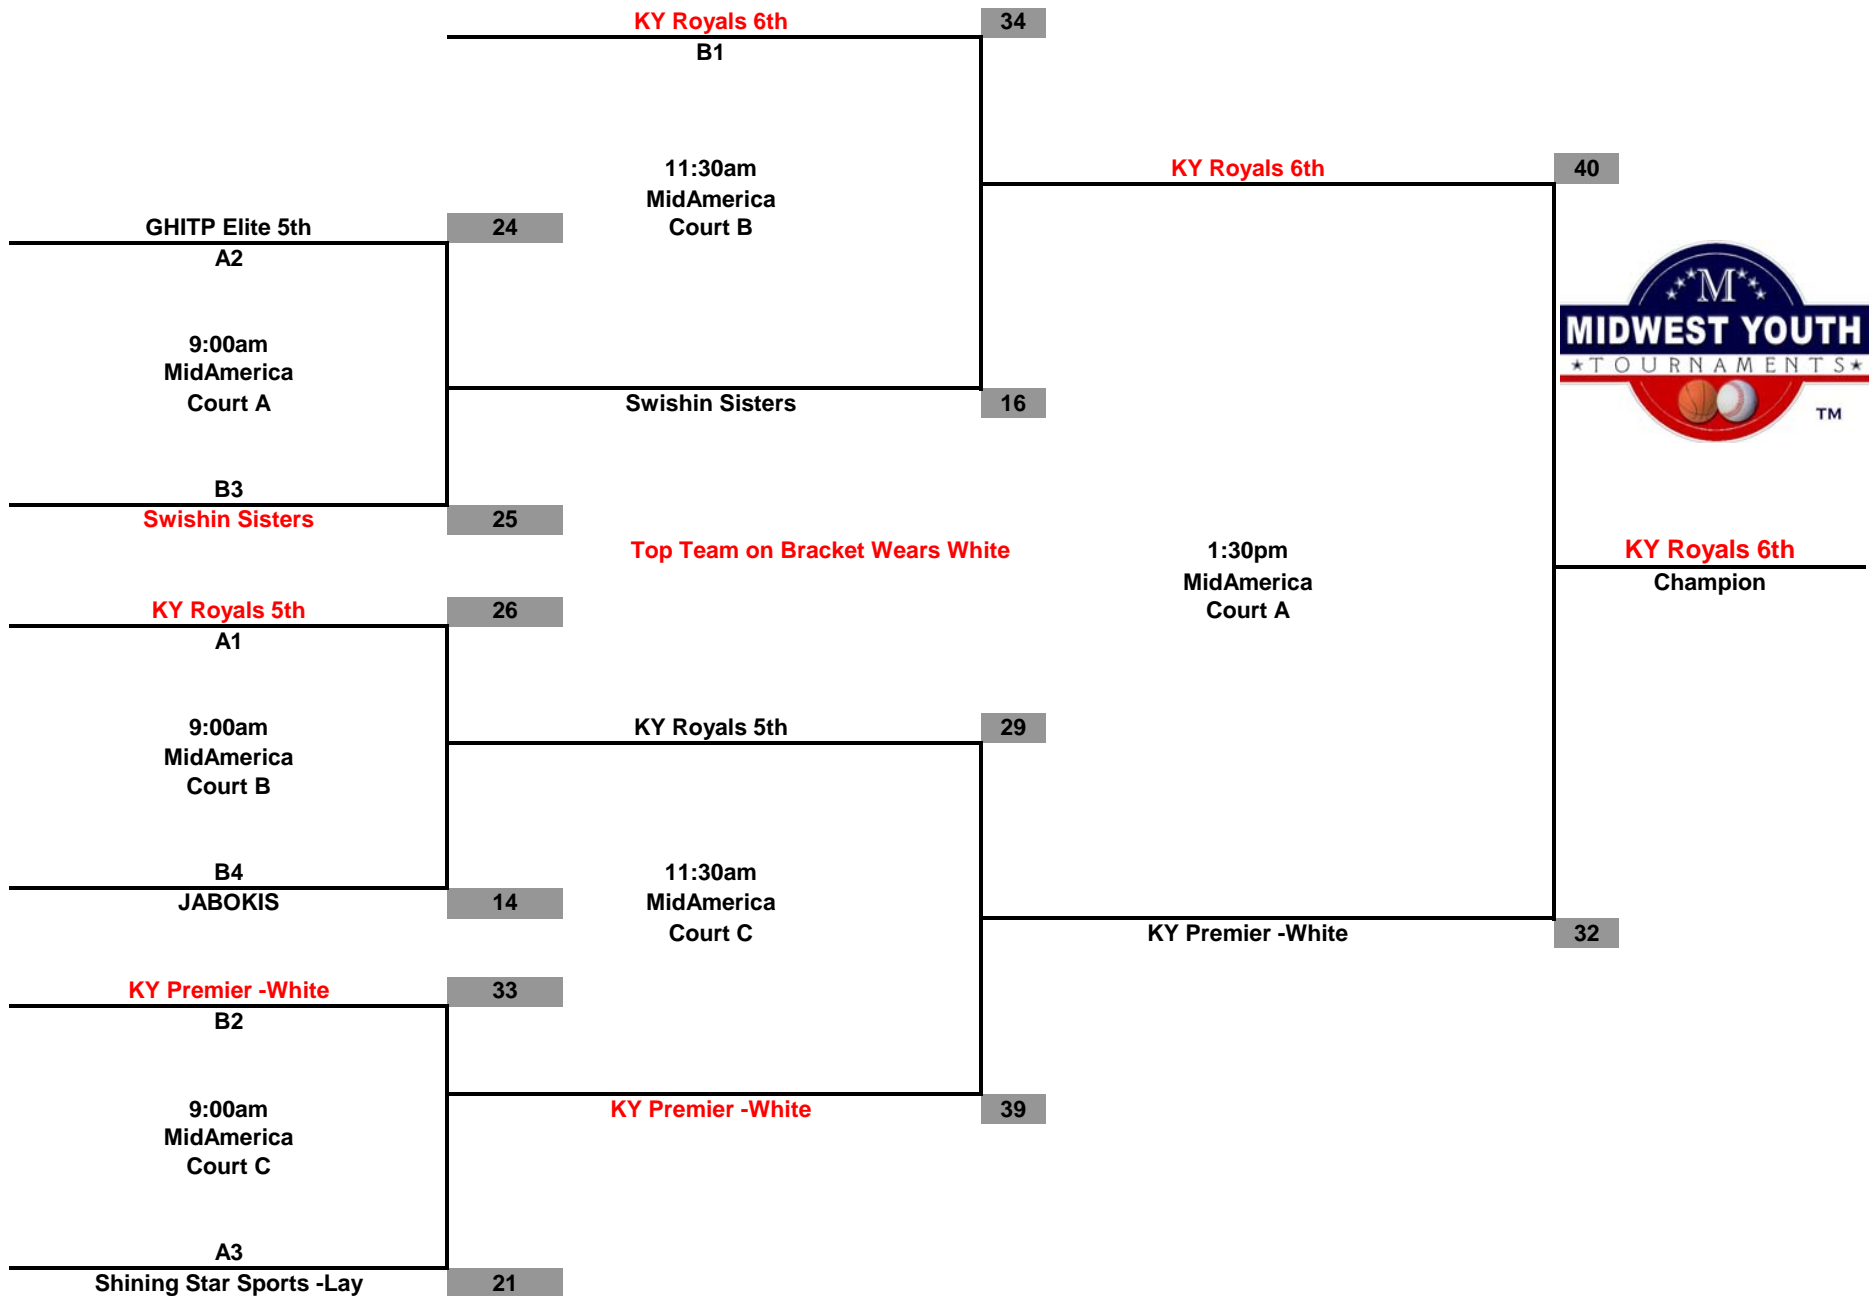 KY Royals 6th 34
B1
11:30am
MidAmerica
Court B
KY Royals 6th 40
GHITP Elite 5th 24
A2
9:00am
MidAmerica
Court A
M
MIDWEST YOUTH
TOURNAMENTS
TM
Swishin Sisters 16
B3
Swishin Sisters 25
Top Team on Bracket Wears White
1:30pm
MidAmerica
Court A
KY Royals 6th
Champion
KY Royals 5th 26
A1
9:00am
MidAmerica
Court B
KY Royals 5th 29
B4
JABOKIS 14
11:30am
MidAmerica
Court C
KY Premier -White 32
KY Premier -White 33
B2
9:00am
MidAmerica
Court C
KY Premier -White 39
A3
Shining Star Sports -Lay 21